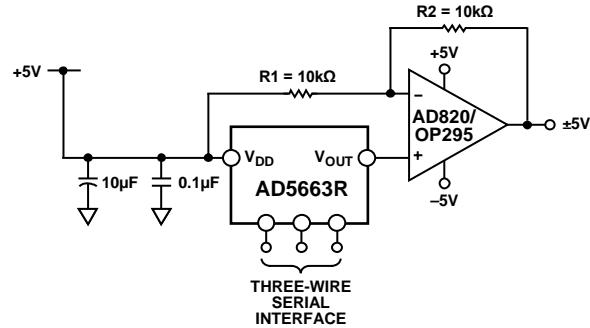 R2 = 10kΩ
+5V
+5V
R1 = 10kΩ
–
AD820/
OP295
±5V
VDD
VOUT
+
10µF
0.1µF
AD5663R
–5V
THREE-WIRE
SERIAL
INTERFACE